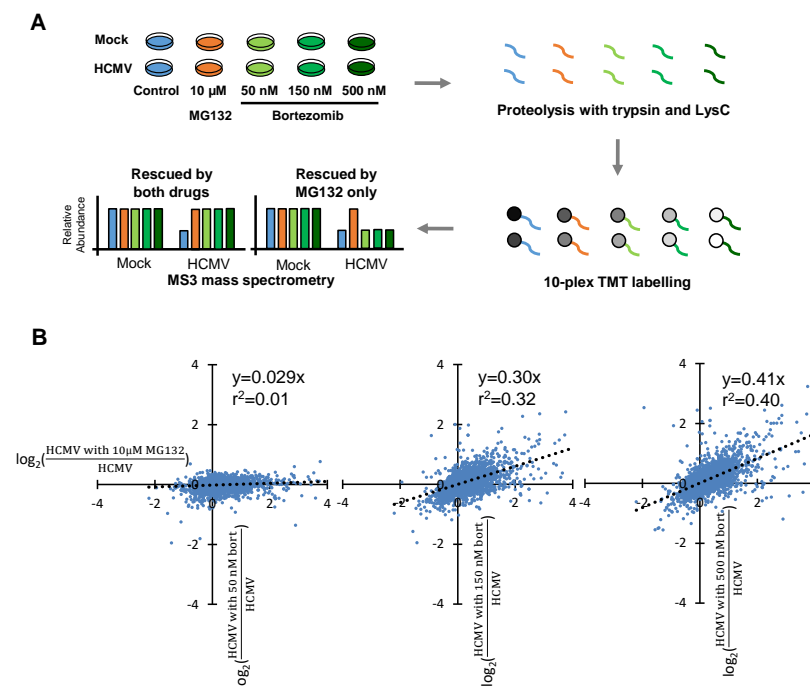 A
Mock
HCMV
Control 10 µM 50 nM 150 nM 500 nM
MG132 Bortezomib
Proteolysis with trypsin and LysC
Rescued by both drugs
Rescued by MG132 only
Relative Abundance
Mock HCMV Mock HCMV
MS3 mass spectrometry
10-plex TMT labelling
B
4 4 4
y=0.029x y=0.30x y=0.41x
r²=0.01 r²=0.32 r²=0.40
2 2 2
log₂(HCMV with 10µM MG132/HCMV)
0 0 0
-4 -2 0 2 4 -2 0 2 4 -2 0 2 4
-2 -2 -2
-4 -4 -4
og₂(HCMV with 50 nM bort/HCMV)
log₂(HCMV with 150 nM bort/HCMV)
log₂(HCMV with 500 nM bort/HCMV)